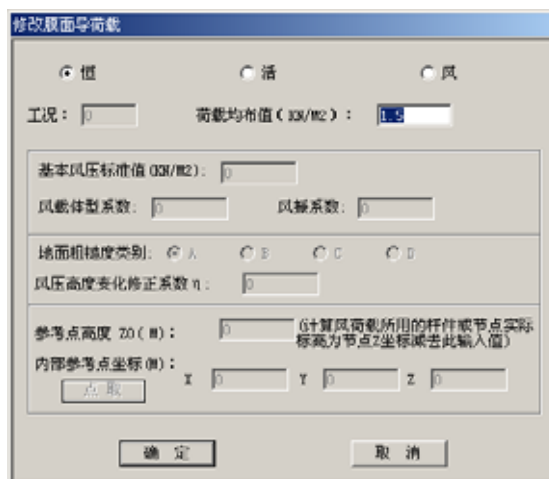 修改膜面导荷载
恒 活 风
工况： 0 荷载均布值(KN/M2)： 1.5
基本风压标准值(KN/M2)： 0
风载体型系数： 0 风振系数： 0
地面粗糙度类别： A B C D
风压高度变化修正系数η： 0
参考点高度 Z0(M)： 0 (计算风荷载所用的杆件或节点实际
标高为节点Z坐标减去此输入值)
内部参考点坐标(M)：
点取 X 0 Y 0 Z 0
确 定 取 消